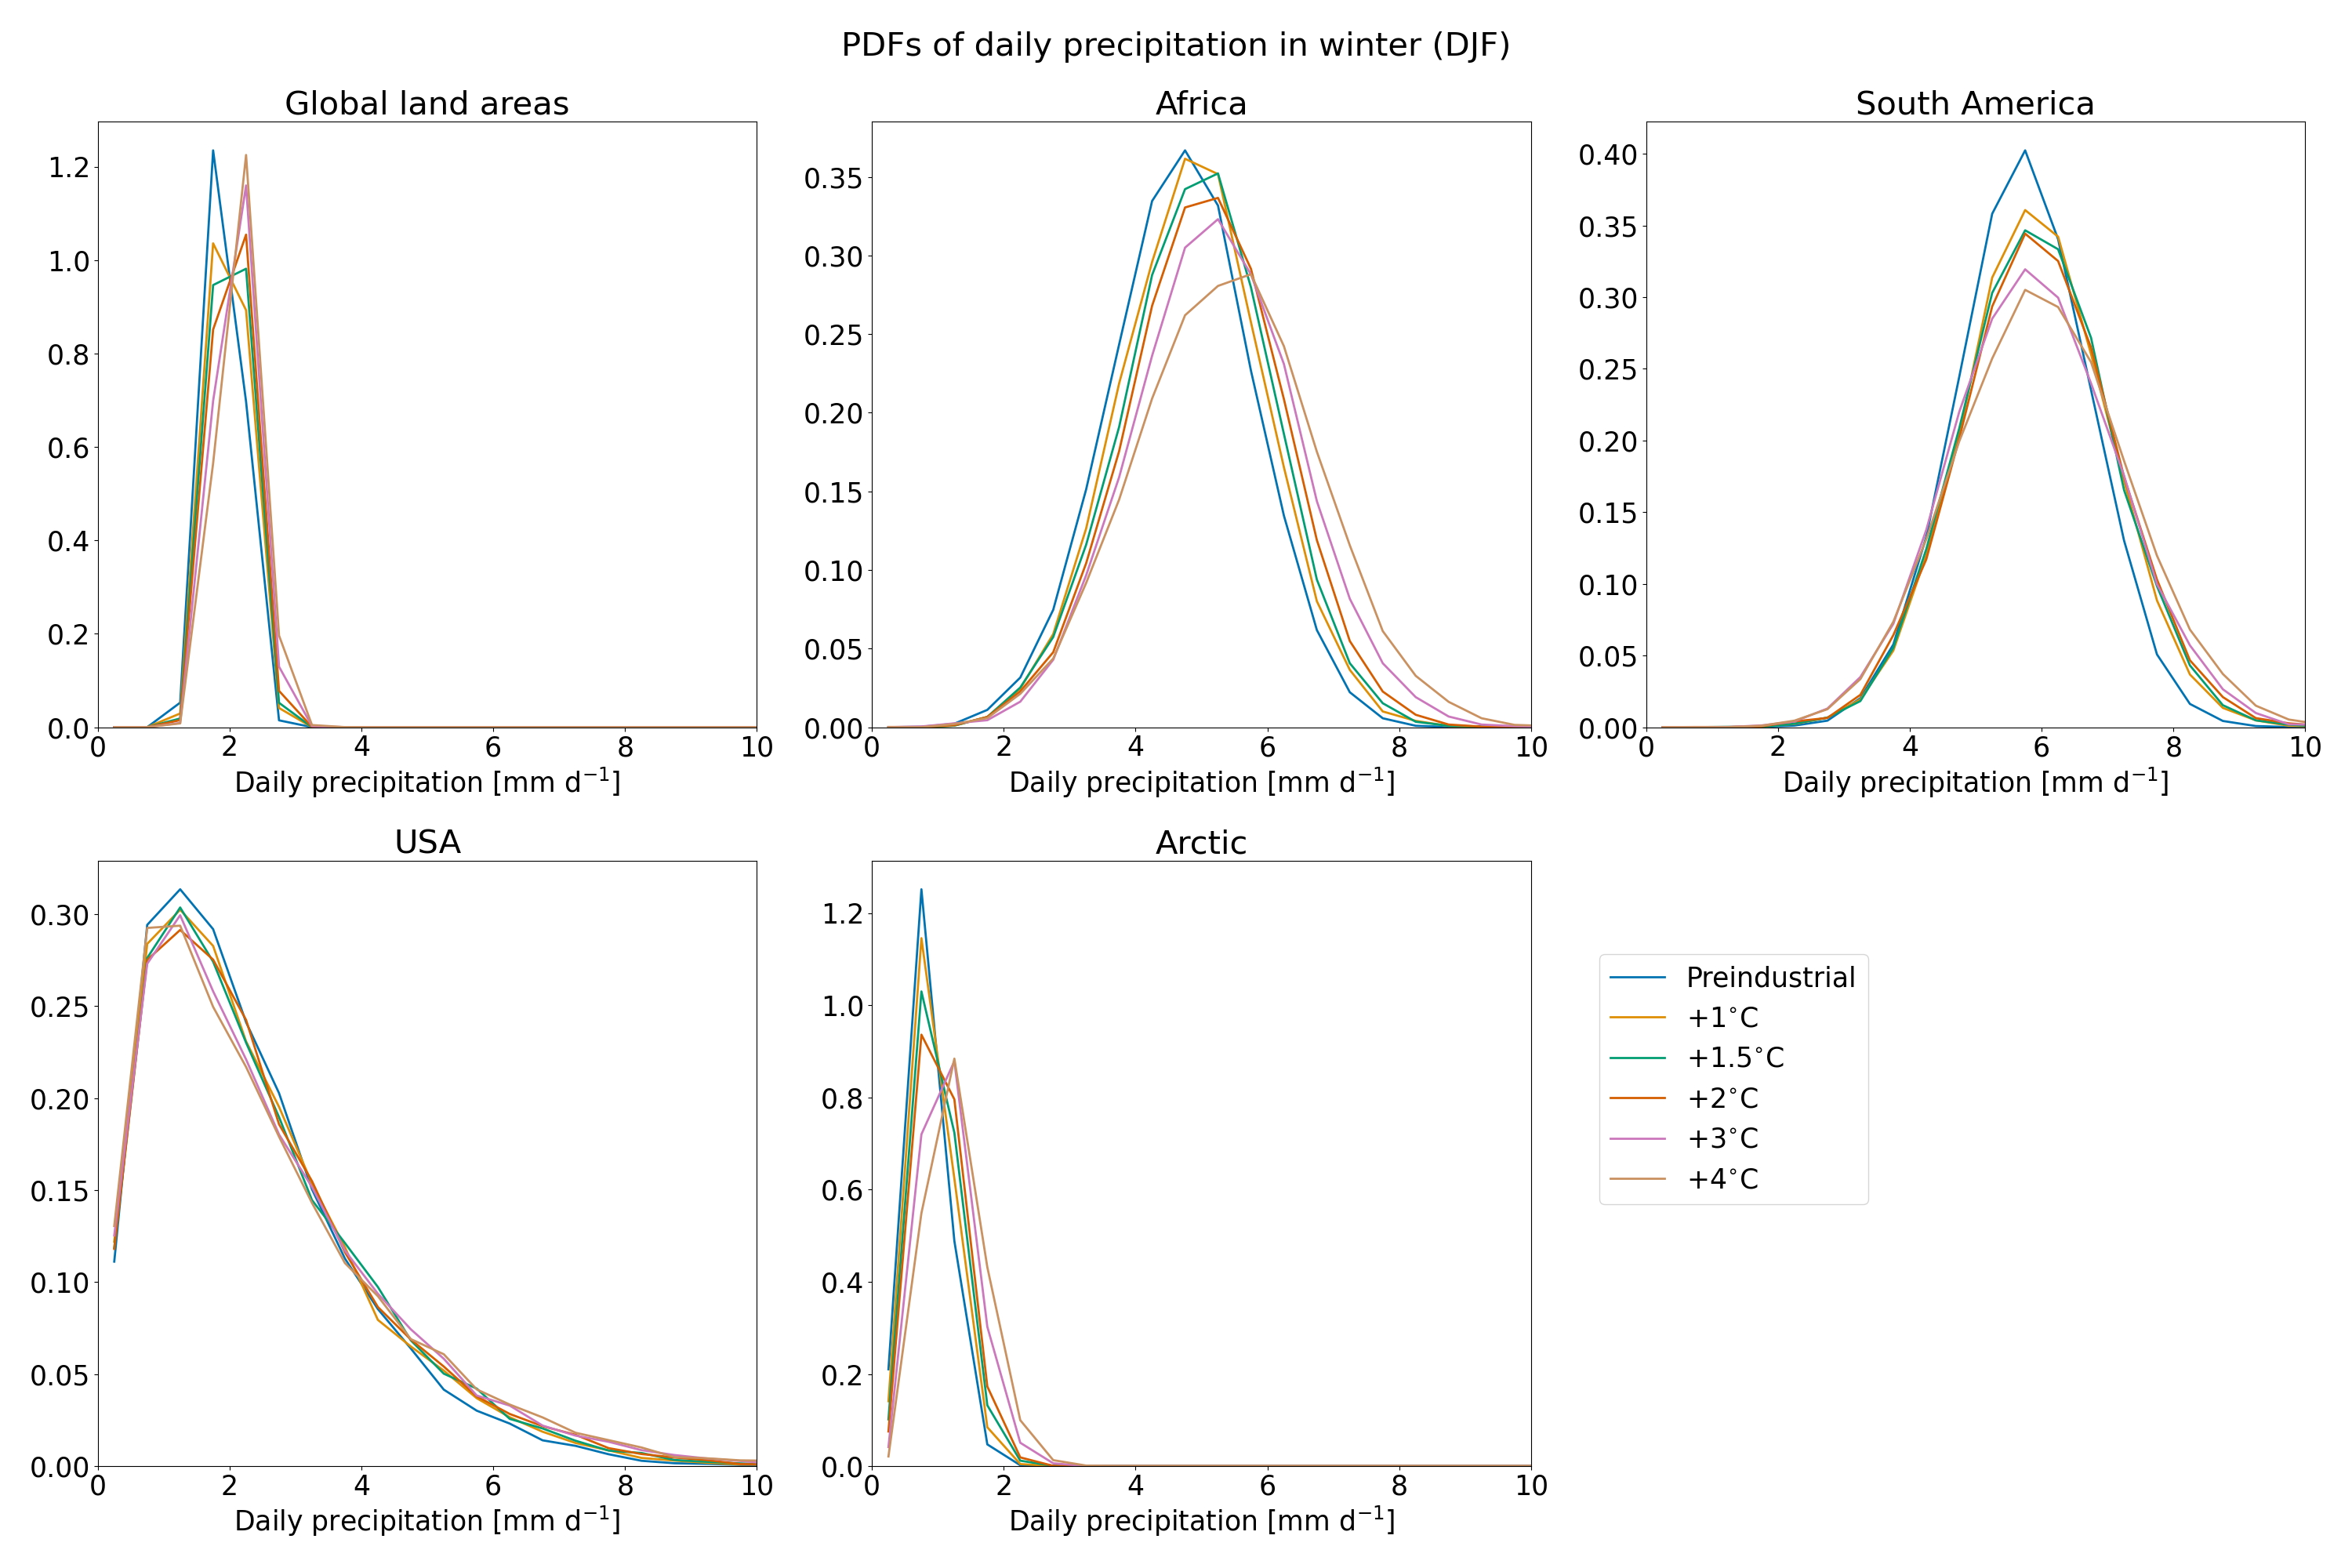 PDFs of daily precipitation in winter (DJF)
Global land areas
1.2
1.0
0.8
0.6
0.4
0.2
0.0
0 2 4 6 8 10
Daily precipitation [mm d⁻¹]
Africa
0.35
0.30
0.25
0.20
0.15
0.10
0.05
0.00
0 2 4 6 8 10
Daily precipitation [mm d⁻¹]
South America
0.40
0.35
0.30
0.25
0.20
0.15
0.10
0.05
0.00
0 2 4 6 8 10
Daily precipitation [mm d⁻¹]
USA
0.30
0.25
0.20
0.15
0.10
0.05
0.00
0 2 4 6 8 10
Daily precipitation [mm d⁻¹]
Arctic
1.2
1.0
0.8
0.6
0.4
0.2
0.0
0 2 4 6 8 10
Daily precipitation [mm d⁻¹]
Preindustrial
+1°C
+1.5°C
+2°C
+3°C
+4°C